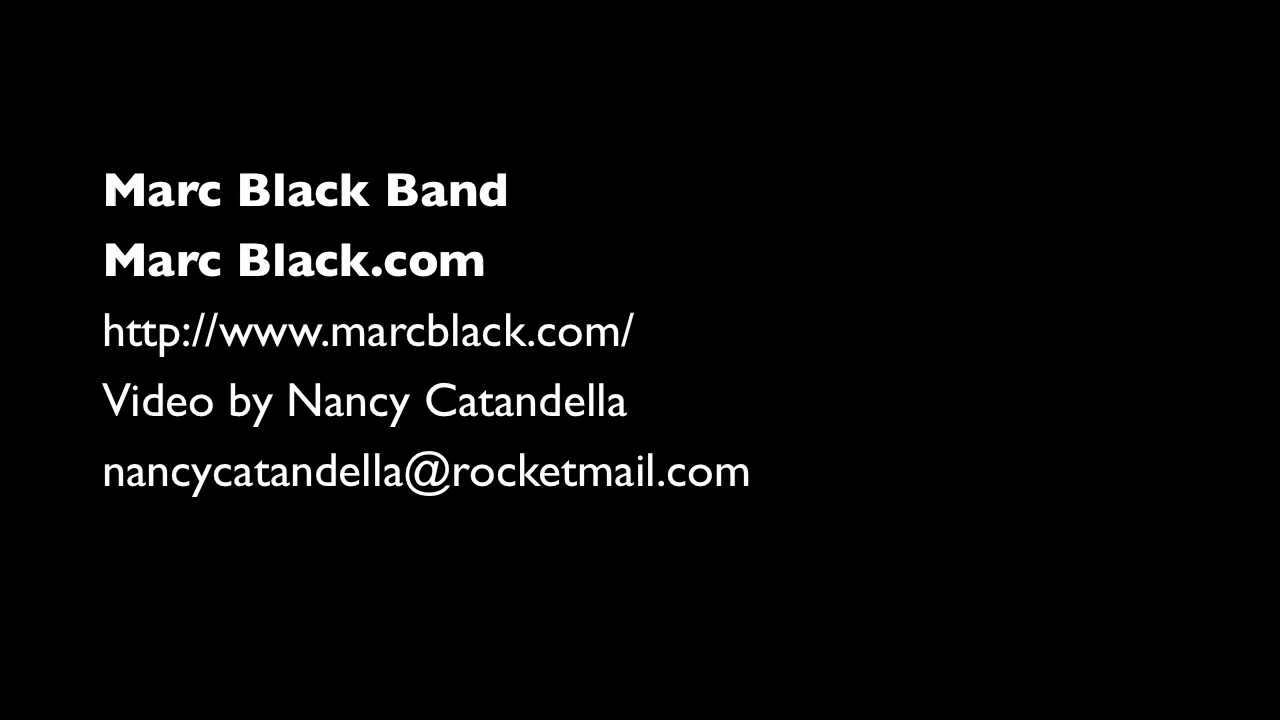 Marc Black Band
Marc Black.com
http://www.marcblack.com/
Video by Nancy Catandella
nancycatandella@rocketmail.com